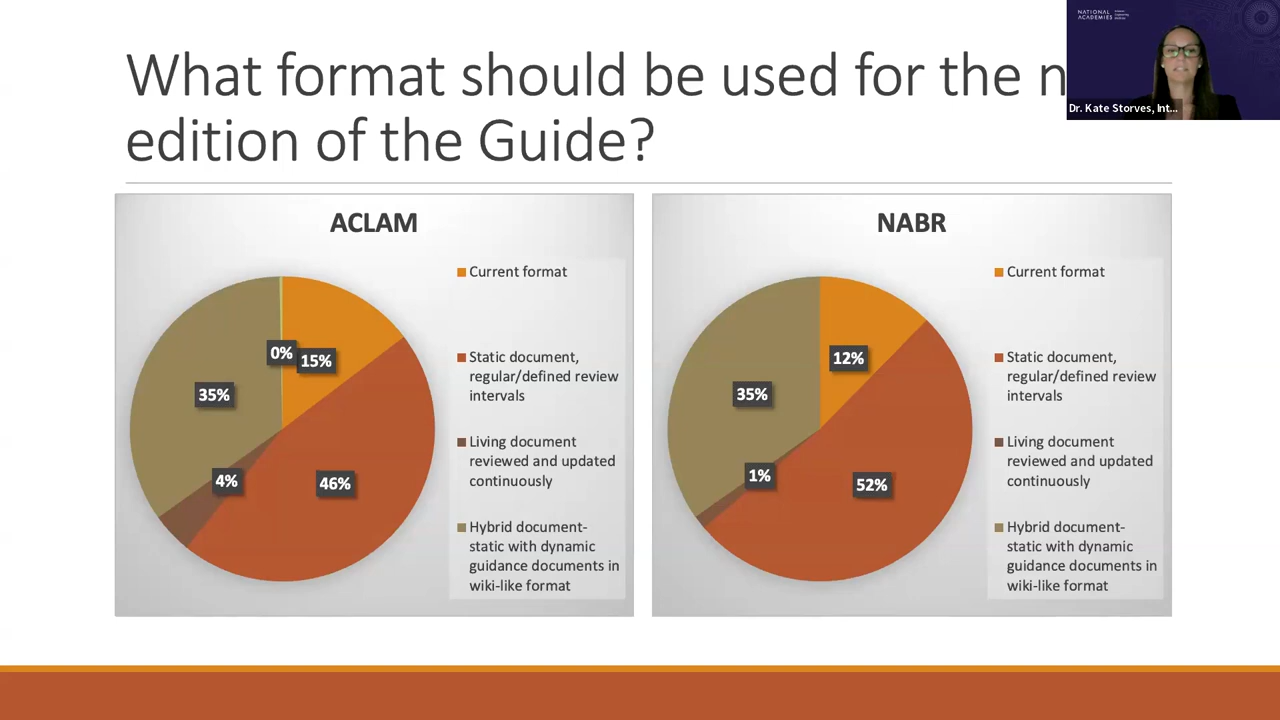 NATIONAL
ACADEMIES
What format should be used for the n
edition of the Guide?
Dr. Kate Storves, Int...
ACLAM
Current format
Static document,
regular/defined review
intervals
Living document
reviewed and updated
continuously
Hybrid document-
static with dynamic
guidance documents in
wiki-like format
0%
15%
35%
4%
46%
NABR
Current format
Static document,
regular/defined review
intervals
Living document
reviewed and updated
continuously
Hybrid document-
static with dynamic
guidance documents in
wiki-like format
12%
35%
1%
52%